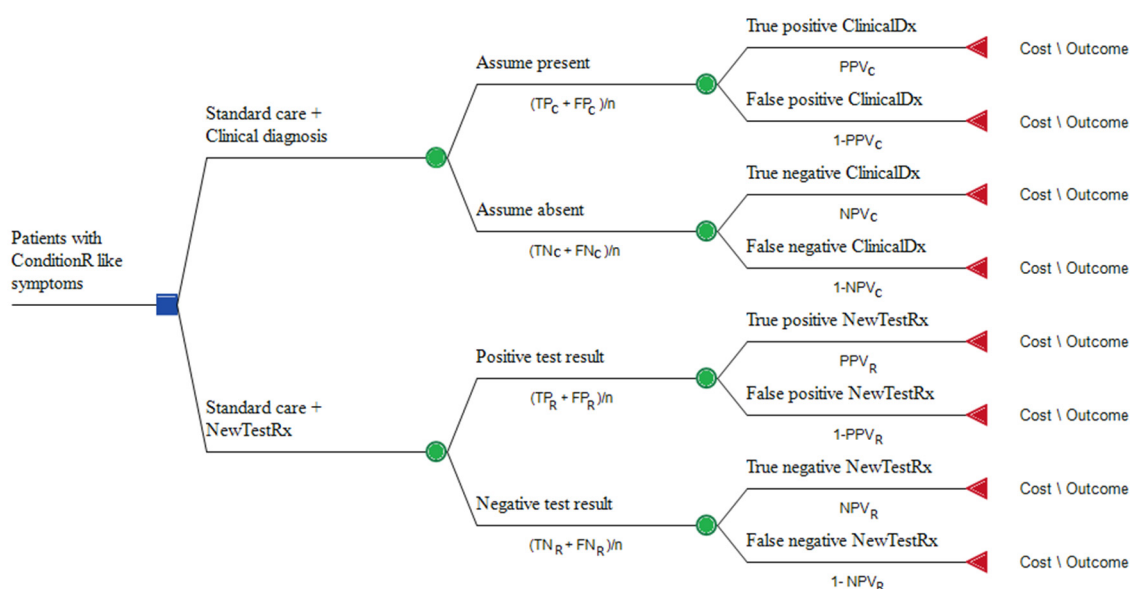 True positive ClinicalDx
Cost \ Outcome
PPVC
Assume present
(TPC + FPC)/n
False positive ClinicalDx
Cost \ Outcome
1-PPVC
Standard care +
Clinical diagnosis
True negative ClinicalDx
Cost \ Outcome
NPVC
Assume absent
(TNC + FNC)/n
False negative ClinicalDx
Cost \ Outcome
1-NPVC
Patients with
ConditionR like
symptoms
True positive NewTestRx
Cost \ Outcome
PPVR
Positive test result
(TPR + FPR)/n
False positive NewTestRx
Cost \ Outcome
1-PPVR
Standard care +
NewTestRx
True negative NewTestRx
Cost \ Outcome
NPVR
Negative test result
(TNR + FNR)/n
False negative NewTestRx
Cost \ Outcome
1- NPVR